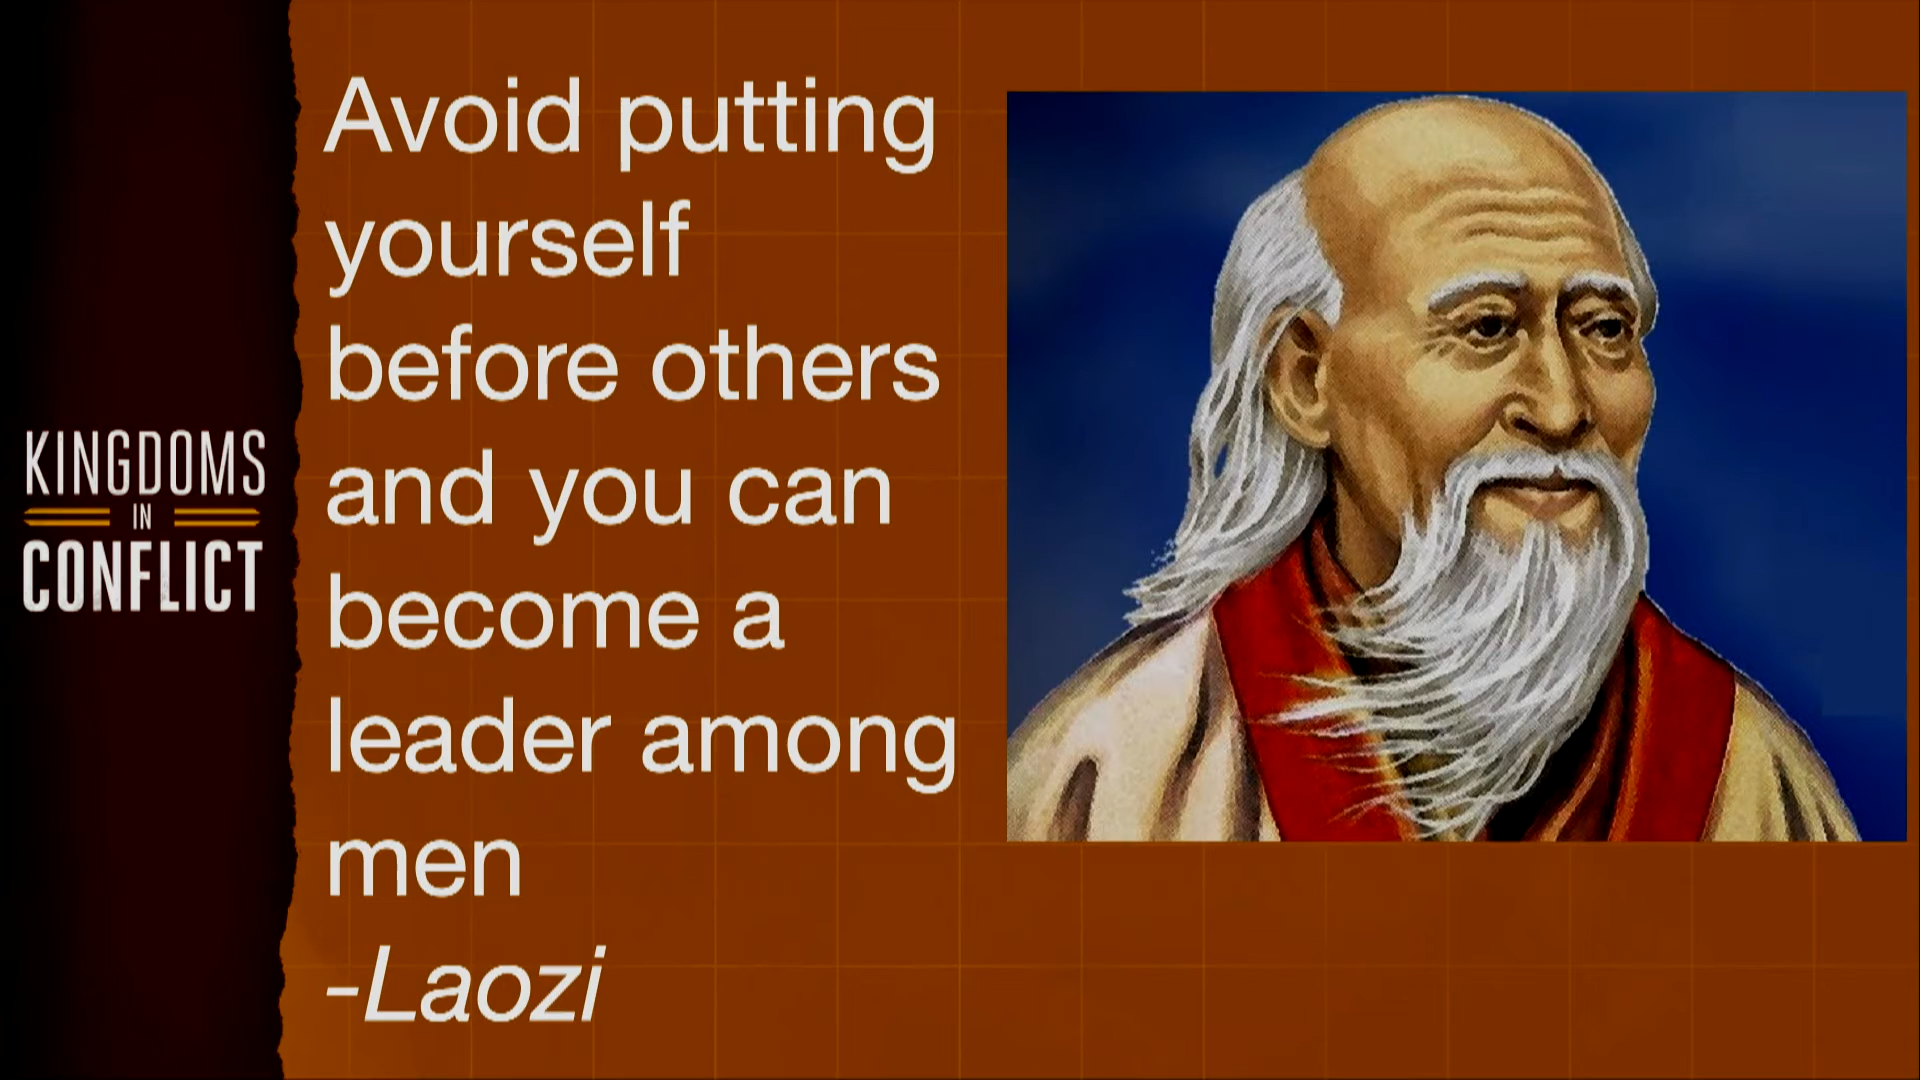 KINGDOMS
IN
CONFLICT
Avoid putting
yourself
before others
and you can
become a
leader among
men
-Laozi